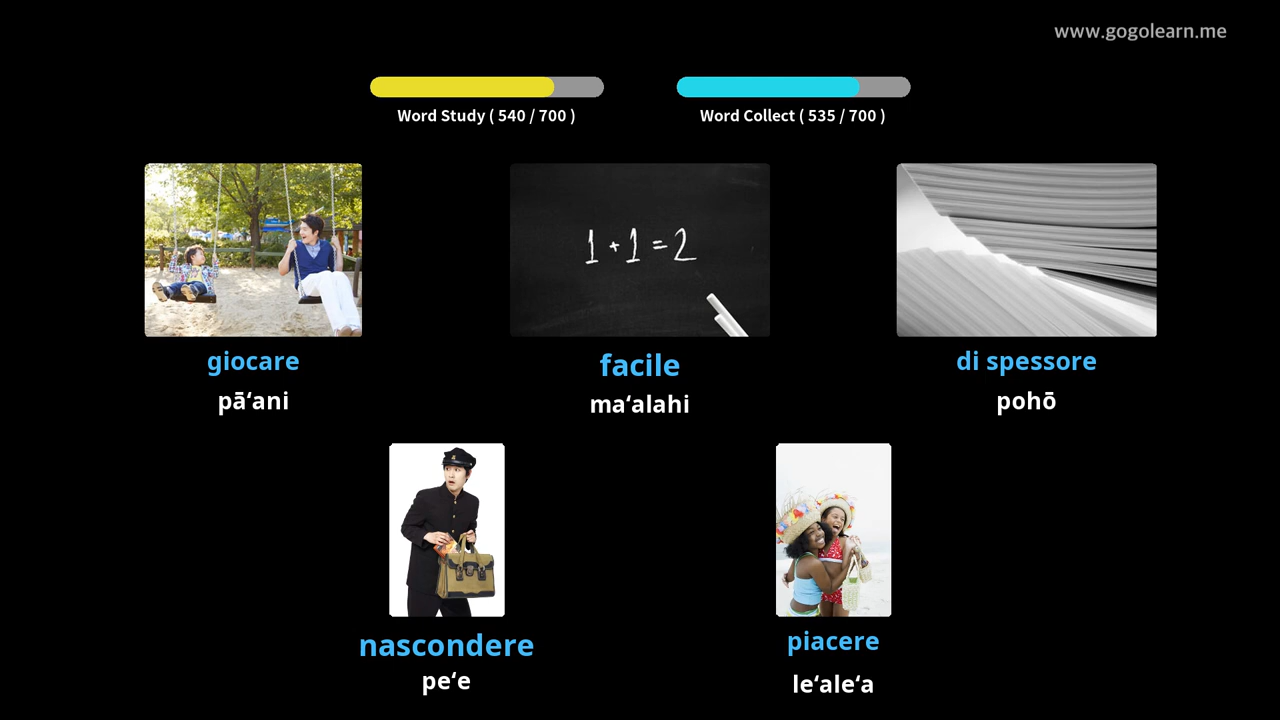 www.gogolearn.me
Word Study ( 540 / 700 )
Word Collect ( 535 / 700 )
1 + 1 = 2
giocare
pāʻani
facile
maʻalahi
di spessore
pohō
nascondere
peʻe
piacere
leʻaleʻa